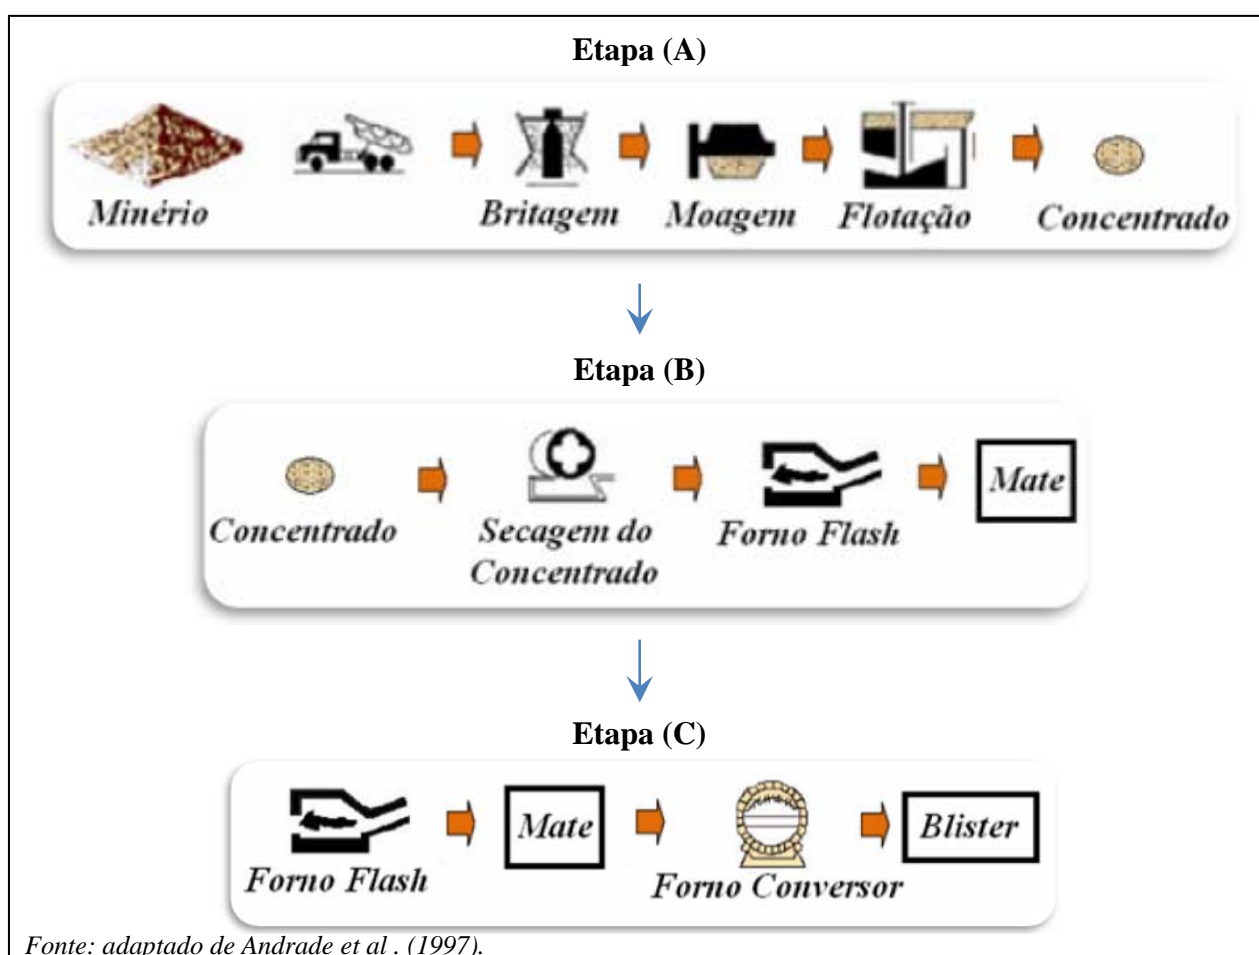 Etapa (A)
Minério
Britagem
Moagem
Flotação
Concentrado
Etapa (B)
Concentrado
Secagem do
Concentrado
Forno Flash
Mate
Etapa (C)
Forno Flash
Mate
Forno Conversor
Blister
Fonte: adaptado de Andrade et al . (1997).